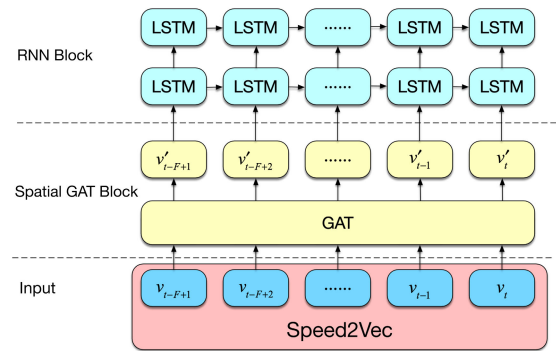 LSTM LSTM ...... LSTM LSTM
RNN Block
LSTM LSTM ...... LSTM LSTM
v′t−F+1 v′t−F+2 ...... v′t−1 v′t
Spatial GAT Block
GAT
Input
vt−F+1 vt−F+2 ...... vt−1 vt
Speed2Vec